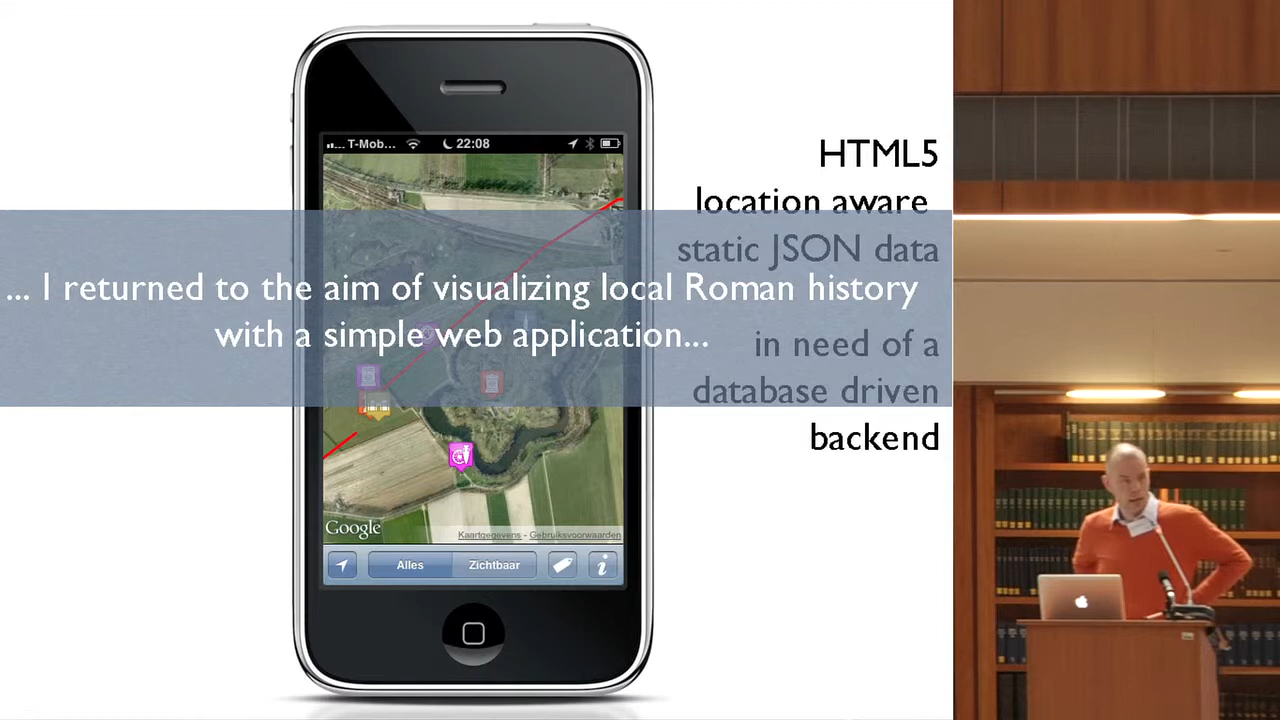 T-Mob...
22:08
HTML5
location aware
static JSON data
... I returned to the aim of visualizing local Roman history
with a simple web application...
in need of a
database driven
backend
Google
Kaartgegevens - Gebruiksvoorwaarden
Alles
Zichtbaar
i